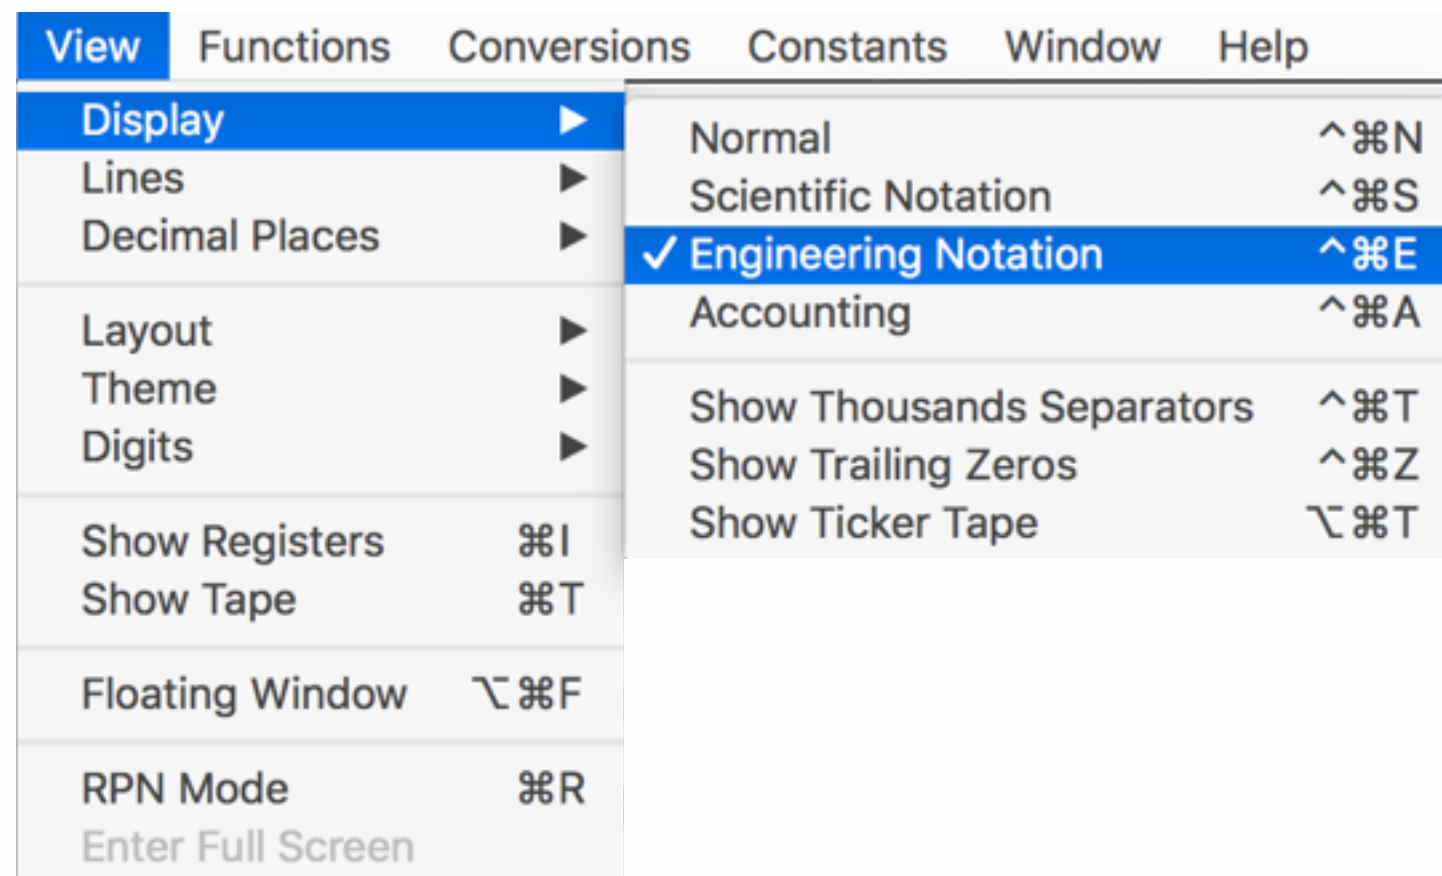 View Functions Conversions Constants Window Help
Display ▶
Lines ▶
Decimal Places ▶
Layout ▶
Theme ▶
Digits ▶
Show Registers ⌘I
Show Tape ⌘T
Floating Window ⌥⌘F
RPN Mode ⌘R
Enter Full Screen
Normal ^⌘N
Scientific Notation ^⌘S
✓ Engineering Notation ^⌘E
Accounting ^⌘A
Show Thousands Separators ^⌘T
Show Trailing Zeros ^⌘Z
Show Ticker Tape ⌥⌘T